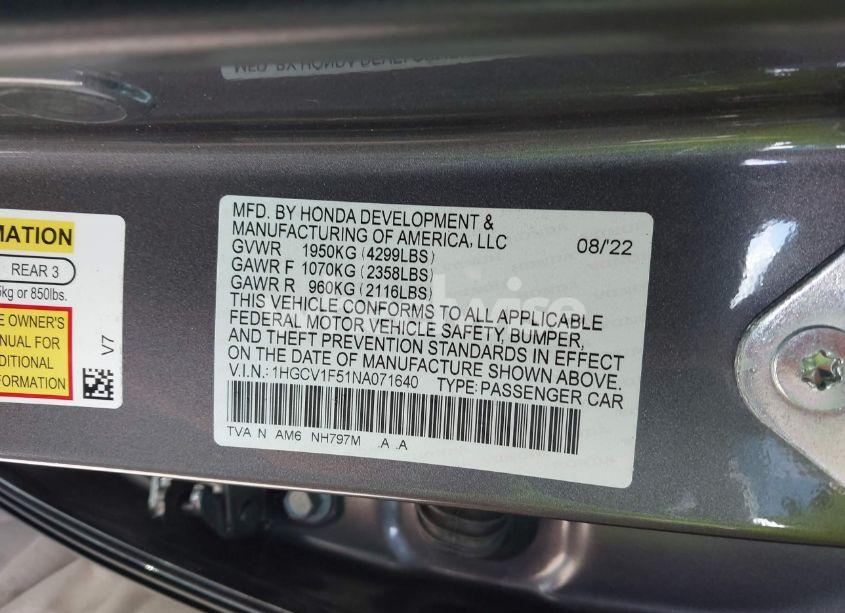 MATION
REAR 3
kg or 850lbs.
E OWNER'S
ANUAL FOR
DITIONAL
V7
MFD. BY HONDA DEVELOPMENT &
MANUFACTURING OF AMERICA, LLC 08/'22
GVWR 1950KG (4299LBS)
GAWR F 1070KG (2358LBS)
GAWR R 960KG (2116LBS)
THIS VEHICLE CONFORMS TO ALL APPLICABLE
FEDERAL MOTOR VEHICLE SAFETY, BUMPER,
AND THEFT PREVENTION STANDARDS IN EFFECT
ON THE DATE OF MANUFACTURE SHOWN ABOVE.
V.I.N.: 1HGCV1F51NA071640 TYPE: PASSENGER CAR
TVA N AM6 NH797M .A .A